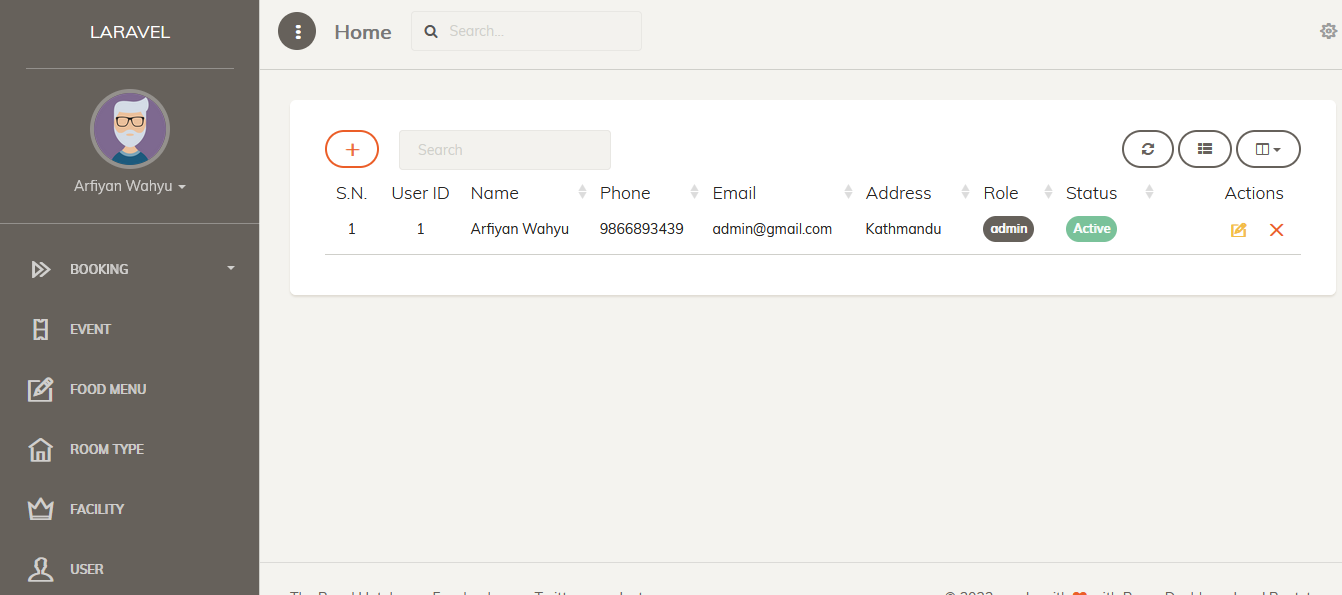 LARAVEL
Home
Search...
Arfiyan Wahyu
BOOKING
EVENT
FOOD MENU
ROOM TYPE
FACILITY
USER
Search
S.N. User ID Name Phone Email Address Role Status Actions
1 1 Arfiyan Wahyu 9866893439 admin@gmail.com Kathmandu admin Active